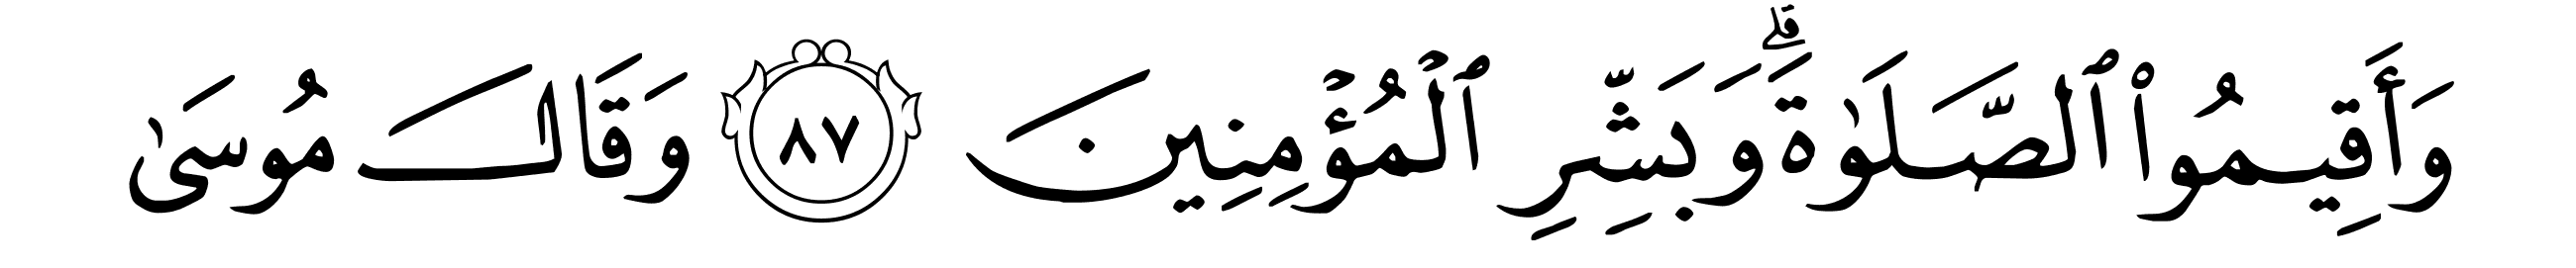 وَأَقِيمُوا۟ ٱلصَّلَوٰةَ ۗ وَبَشِّرِ ٱلْمُؤْمِنِينَ ٨٧ وَقَالَ مُوسَىٰ